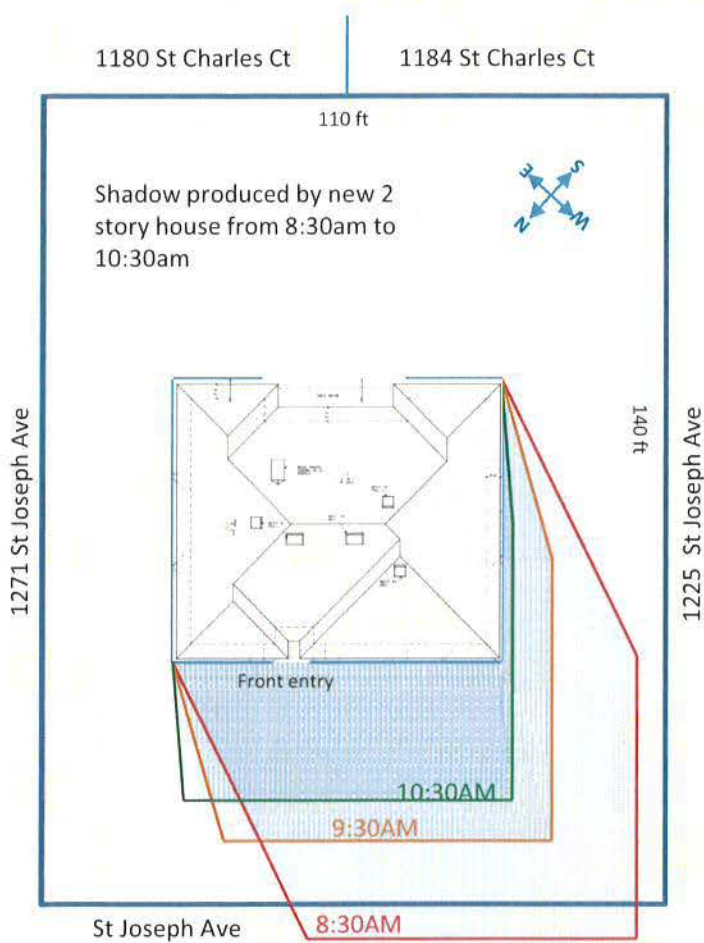 1180 St Charles Ct
1184 St Charles Ct
110 ft
Shadow produced by new 2
story house from 8:30am to
10:30am
E
S
N
W
1271 St Joseph Ave
140 ft
1225 St Joseph Ave
Front entry
10:30AM
9:30AM
St Joseph Ave
8:30AM